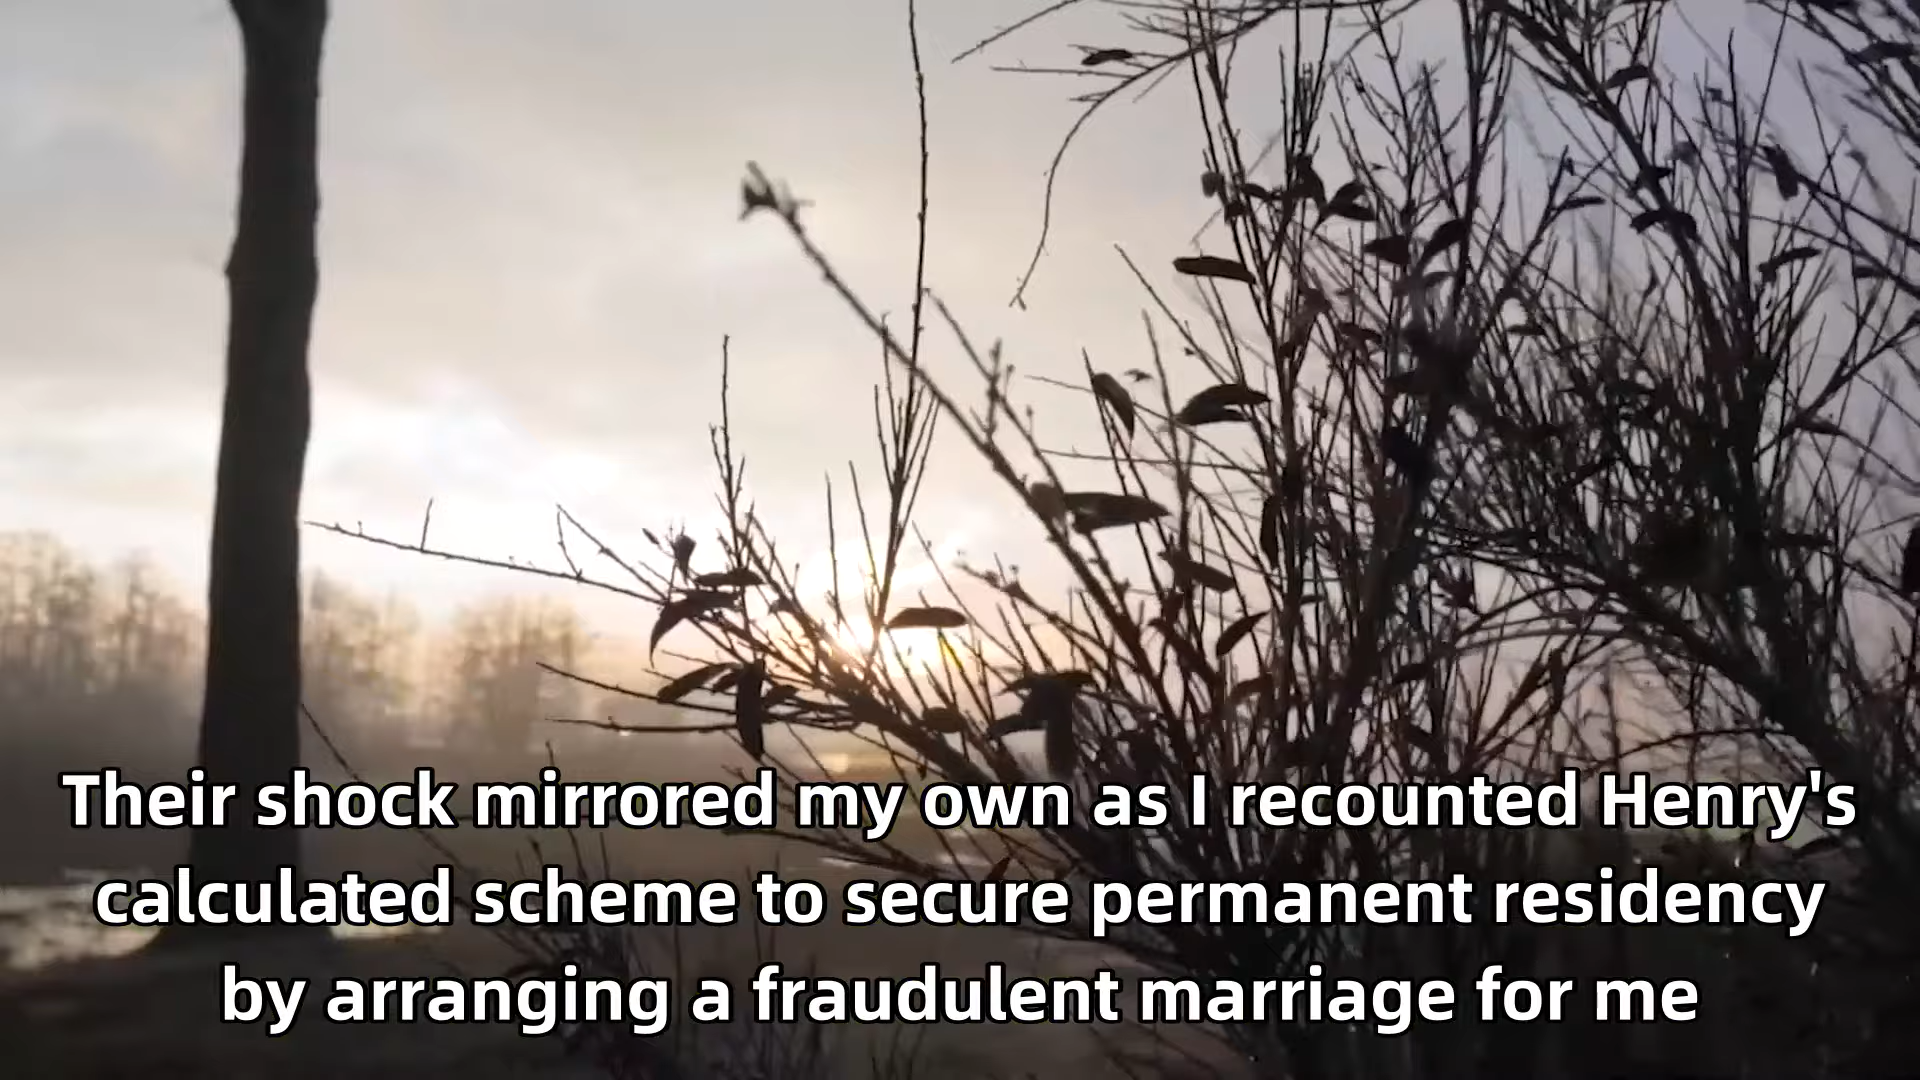 Their shock mirrored my own as I recounted Henry's
calculated scheme to secure permanent residency
by arranging a fraudulent marriage for me